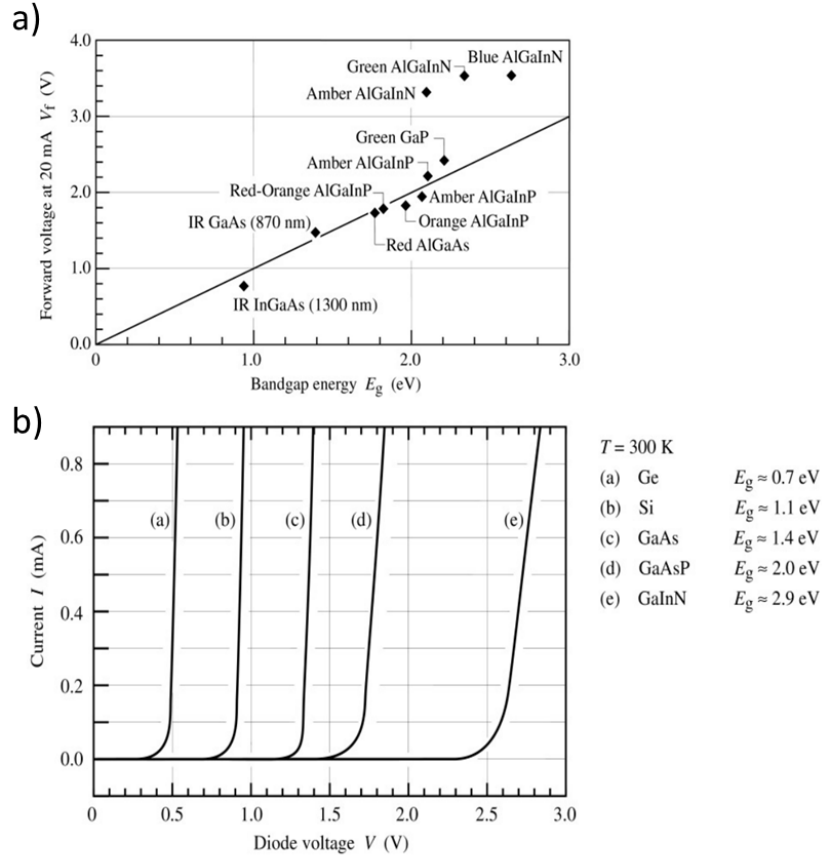 a)
4.0
3.0
2.0
1.0
0.0
Forward voltage at 20 mA V_f (V)
Blue AlGaInN
Green AlGaInN
Amber AlGaInN
Green GaP
Amber AlGaInP
Red-Orange AlGaInP
Amber AlGaInP
IR GaAs (870 nm)
Orange AlGaInP
Red AlGaAs
IR InGaAs (1300 nm)
0 1.0 2.0 3.0
Bandgap energy E_g (eV)
b)
0.8
0.6
0.4
0.2
0.0
Current I (mA)
(a) (b) (c) (d) (e)
0 0.5 1.0 1.5 2.0 2.5 3.0
Diode voltage V (V)
T = 300 K
(a) Ge E_g ≈ 0.7 eV
(b) Si E_g ≈ 1.1 eV
(c) GaAs E_g ≈ 1.4 eV
(d) GaAsP E_g ≈ 2.0 eV
(e) GaInN E_g ≈ 2.9 eV